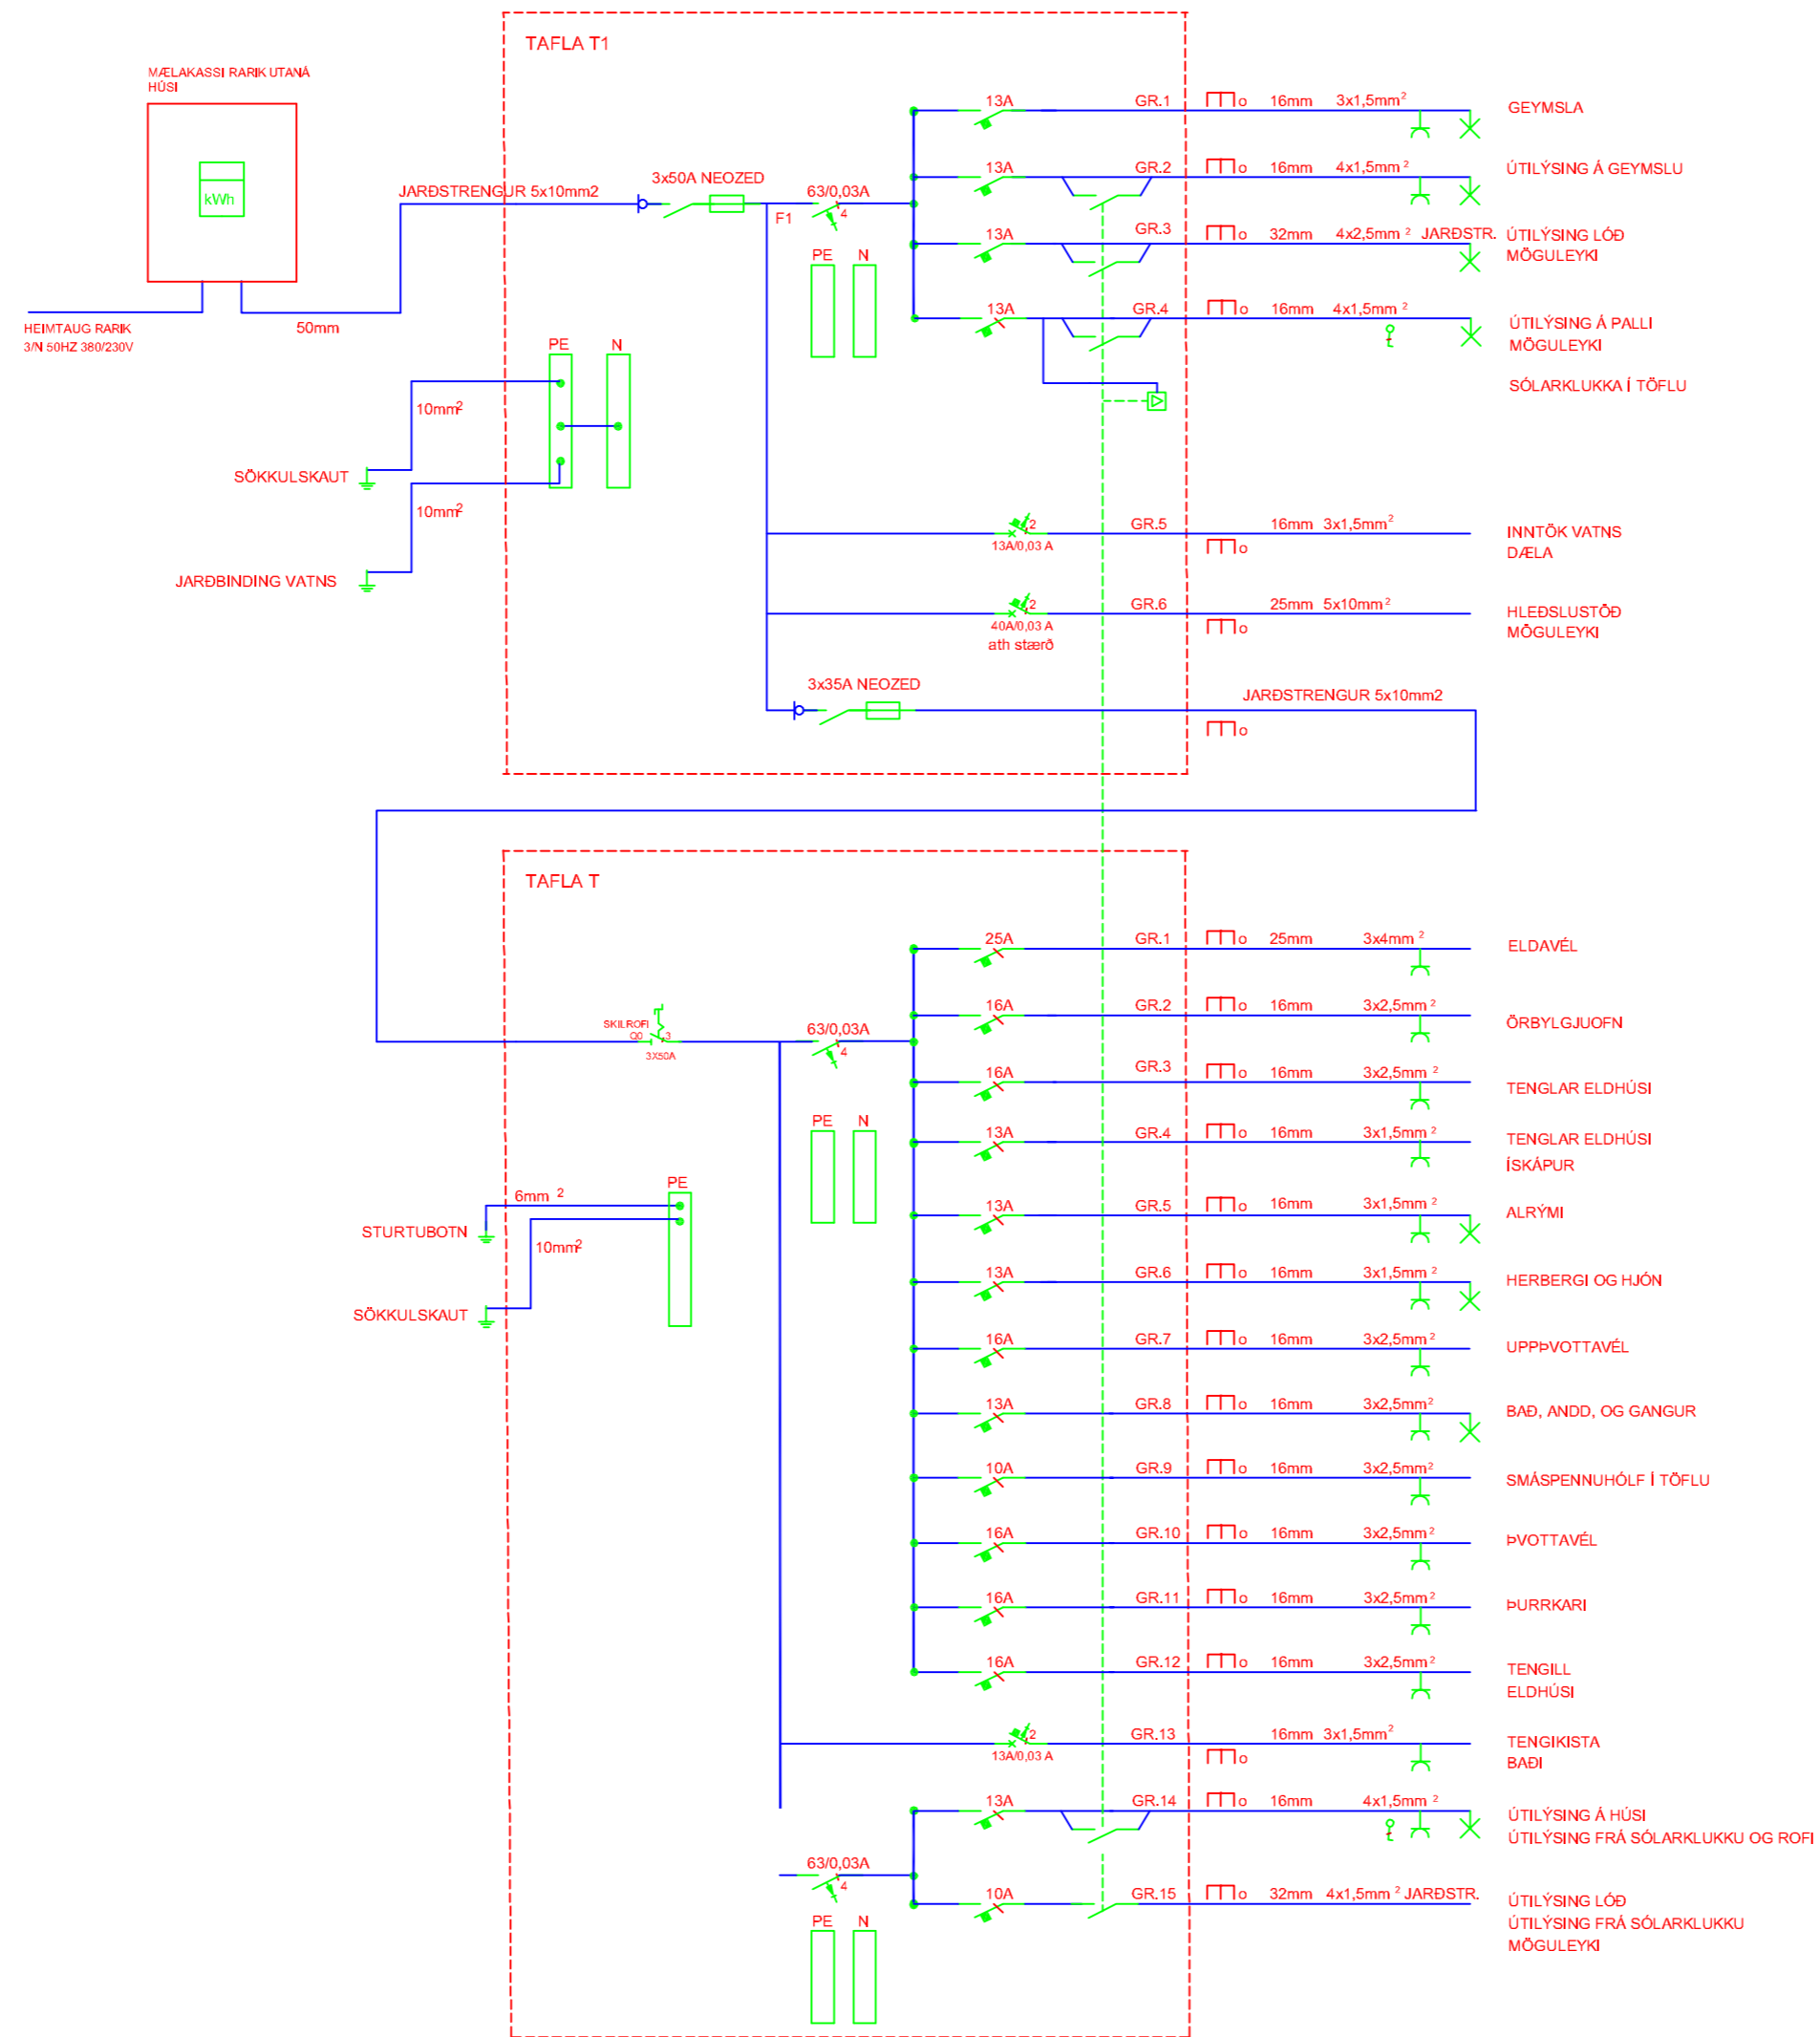 TAFLA T1
MÆLAKASSI RARIK UTANÁ
HÚSI
kWh
HEIMTAUG RARIK
3/N 50HZ 380/230V
50mm
JARÐSTRENGUR 5x10mm2
3x50A NEOZED
F1
63/0,03A
4
PE N
PE N
10mm²
SÖKKULSKAUT
10mm²
JARÐBINDING VATNS
13A GR.1 o 16mm 3x1,5mm² GEYMSLA
13A GR.2 o 16mm 4x1,5mm² ÚTILÝSING Á GEYMSLU
13A GR.3 o 32mm 4x2,5mm² JARÐSTR. ÚTILÝSING LÓÐ
MÖGULEYKI
13A GR.4 o 16mm 4x1,5mm² ÚTILÝSING Á PALLI
MÖGULEYKI
SÓLARKLUKKA Í TÖFLU
2 GR.5 16mm 3x1,5mm² INNTÖK VATNS
13A/0,03 A o DÆLA
2 GR.6 25mm 5x10mm² HLEÐSLUSTÖÐ
40A/0,03 A o MÖGULEYKI
ath stærð
3x35A NEOZED
JARÐSTRENGUR 5x10mm2
o
TAFLA T
SKILROFI
Q0 3
3X50A
63/0,03A
4
PE N
PE
6mm²
STURTUBOTN
10mm²
SÖKKULSKAUT
25A GR.1 o 25mm 3x4mm² ELDAVÉL
16A GR.2 o 16mm 3x2,5mm² ÖRBYLGJUOFN
16A GR.3 o 16mm 3x2,5mm² TENGLAR ELDHÚSI
13A GR.4 o 16mm 3x1,5mm² TENGLAR ELDHÚSI
ÍSKÁPUR
13A GR.5 o 16mm 3x1,5mm² ALRÝMI
13A GR.6 o 16mm 3x1,5mm² HERBERGI OG HJÓN
16A GR.7 o 16mm 3x2,5mm² UPPÞVOTTAVÉL
13A GR.8 o 16mm 3x2,5mm² BAÐ, ANDD, OG GANGUR
10A GR.9 o 16mm 3x2,5mm² SMÁSPENNUHÓLF Í TÖFLU
16A GR.10 o 16mm 3x2,5mm² ÞVOTTAVÉL
16A GR.11 o 16mm 3x2,5mm² ÞURRKARI
16A GR.12 o 16mm 3x2,5mm² TENGILL
ELDHÚSI
2 GR.13 16mm 3x1,5mm² TENGIKISTA
13A/0,03 A o BAÐI
13A GR.14 o 16mm 4x1,5mm² ÚTILÝSING Á HÚSI
ÚTILÝSING FRÁ SÓLARKLUKKU OG ROFI
63/0,03A
4
10A GR.15 o 32mm 4x1,5mm² JARÐSTR. ÚTILÝSING LÓÐ
ÚTILÝSING FRÁ SÓLARKLUKKU
MÖGULEYKI
PE N